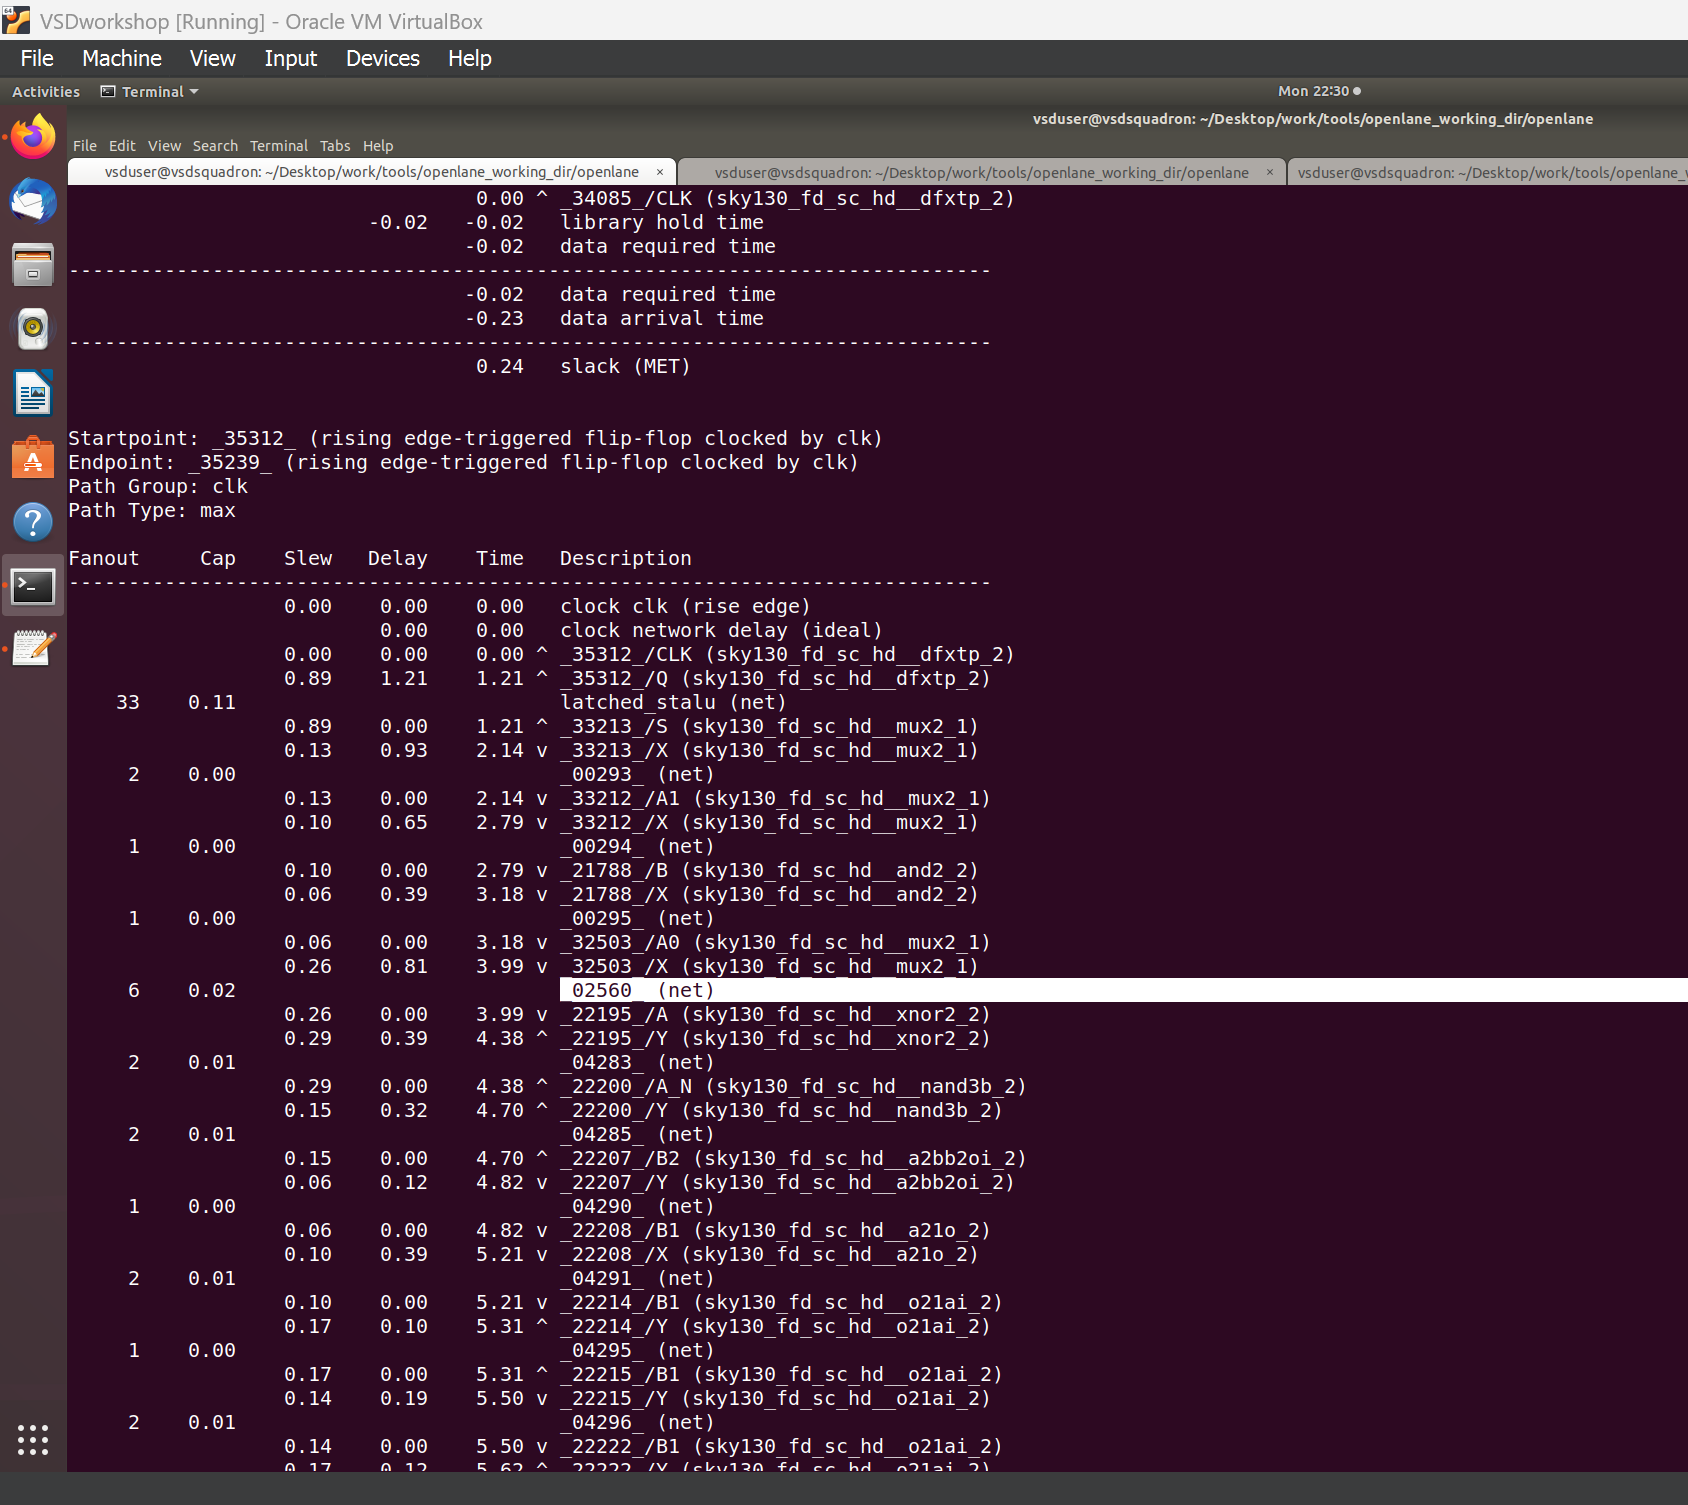 VSDworkshop [Running] - Oracle VM VirtualBox
File Machine View Input Devices Help
Activities Terminal Mon 22:30
vsduser@vsdsquadron: ~/Desktop/work/tools/openlane_working_dir/openlane
File Edit View Search Terminal Tabs Help
vsduser@vsdsquadron: ~/Desktop/work/tools/openlane_working_dir/openlane × vsduser@vsdsquadron: ~/Desktop/work/tools/openlane_working_dir/openlane × vsduser@vsdsquadron: ~/Desktop/work/tools/openlane_
0.00 ^ _34085_/CLK (sky130_fd_sc_hd__dfxtp_2)
-0.02 -0.02 library hold time
-0.02 data required time
-----------------------------------------------------------------------------
-0.02 data required time
-0.23 data arrival time
-----------------------------------------------------------------------------
0.24 slack (MET)
Startpoint: _35312_ (rising edge-triggered flip-flop clocked by clk)
Endpoint: _35239_ (rising edge-triggered flip-flop clocked by clk)
Path Group: clk
Path Type: max
Fanout Cap Slew Delay Time Description
-----------------------------------------------------------------------------
0.00 0.00 0.00 clock clk (rise edge)
0.00 0.00 clock network delay (ideal)
0.00 0.00 0.00 ^ _35312_/CLK (sky130_fd_sc_hd__dfxtp_2)
0.89 1.21 1.21 ^ _35312_/Q (sky130_fd_sc_hd__dfxtp_2)
33 0.11 latched_stalu (net)
0.89 0.00 1.21 ^ _33213_/S (sky130_fd_sc_hd__mux2_1)
0.13 0.93 2.14 v _33213_/X (sky130_fd_sc_hd__mux2_1)
2 0.00 _00293_ (net)
0.13 0.00 2.14 v _33212_/A1 (sky130_fd_sc_hd__mux2_1)
0.10 0.65 2.79 v _33212_/X (sky130_fd_sc_hd__mux2_1)
1 0.00 _00294_ (net)
0.10 0.00 2.79 v _21788_/B (sky130_fd_sc_hd__and2_2)
0.06 0.39 3.18 v _21788_/X (sky130_fd_sc_hd__and2_2)
1 0.00 _00295_ (net)
0.06 0.00 3.18 v _32503_/A0 (sky130_fd_sc_hd__mux2_1)
0.26 0.81 3.99 v _32503_/X (sky130_fd_sc_hd__mux2_1)
6 0.02 _02560_ (net)
0.26 0.00 3.99 v _22195_/A (sky130_fd_sc_hd__xnor2_2)
0.29 0.39 4.38 ^ _22195_/Y (sky130_fd_sc_hd__xnor2_2)
2 0.01 _04283_ (net)
0.29 0.00 4.38 ^ _22200_/A_N (sky130_fd_sc_hd__nand3b_2)
0.15 0.32 4.70 ^ _22200_/Y (sky130_fd_sc_hd__nand3b_2)
2 0.01 _04285_ (net)
0.15 0.00 4.70 ^ _22207_/B2 (sky130_fd_sc_hd__a2bb2oi_2)
0.06 0.12 4.82 v _22207_/Y (sky130_fd_sc_hd__a2bb2oi_2)
1 0.00 _04290_ (net)
0.06 0.00 4.82 v _22208_/B1 (sky130_fd_sc_hd__a21o_2)
0.10 0.39 5.21 v _22208_/X (sky130_fd_sc_hd__a21o_2)
2 0.01 _04291_ (net)
0.10 0.00 5.21 v _22214_/B1 (sky130_fd_sc_hd__o21ai_2)
0.17 0.10 5.31 ^ _22214_/Y (sky130_fd_sc_hd__o21ai_2)
1 0.00 _04295_ (net)
0.17 0.00 5.31 ^ _22215_/B1 (sky130_fd_sc_hd__o21ai_2)
0.14 0.19 5.50 v _22215_/Y (sky130_fd_sc_hd__o21ai_2)
2 0.01 _04296_ (net)
0.14 0.00 5.50 v _22222_/B1 (sky130_fd_sc_hd__o21ai_2)
0.17 0.12 5.62 ^ _22222_/Y (sky130_fd_sc_hd__o21ai_2)